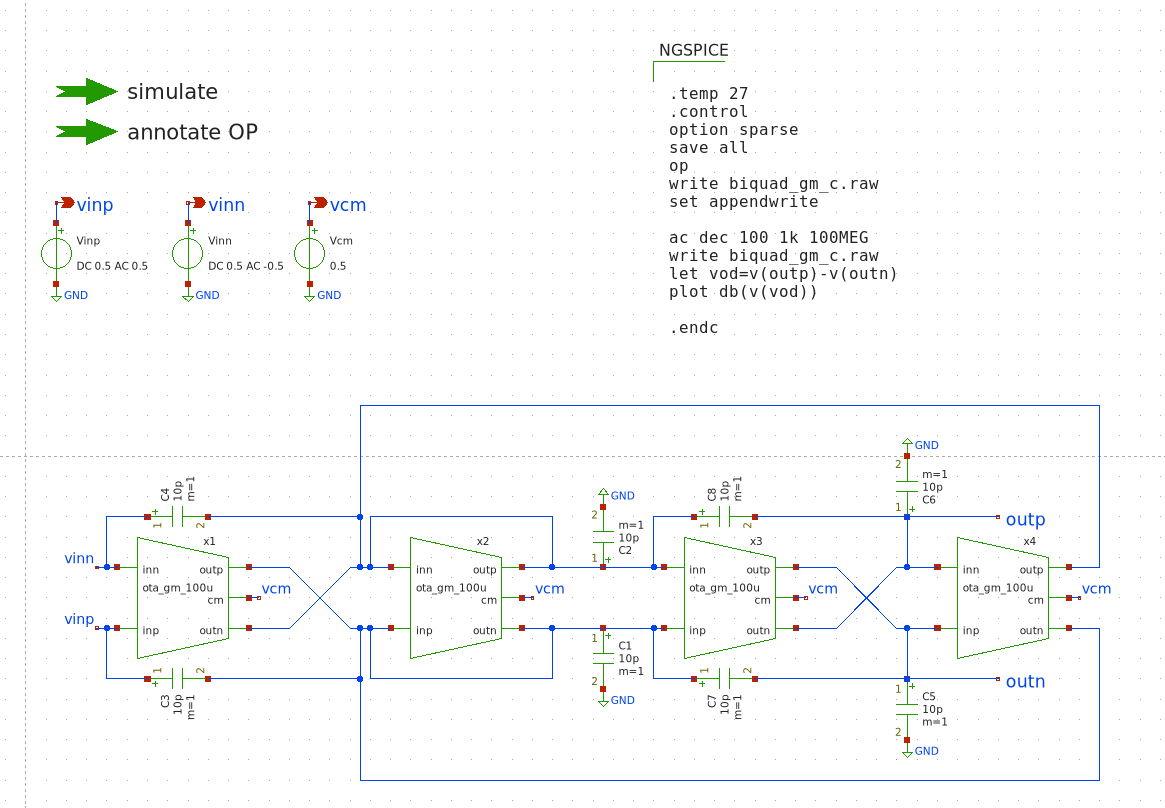 NGSPICE
simulate
annotate OP
.temp 27
.control
option sparse
save all
op
write biquad_gm_c.raw
set appendwrite
ac dec 100 1k 100MEG
write biquad_gm_c.raw
let vod=v(outp)-v(outn)
plot db(v(vod))
.endc
vinp
+
Vinp
DC 0.5 AC 0.5
GND
vinn
+
Vinn
DC 0.5 AC -0.5
GND
vcm
+
Vcm
0.5
GND
vinn
vinp
C4
10p
m=1
+
1
2
x1
inn
outp
ota_gm_100u
cm
inp
outn
vcm
1
2
+
C3
10p
m=1
x2
inn
outp
ota_gm_100u
cm
inp
outn
vcm
GND
2
m=1
10p
C2
1
+
1
+
C1
10p
m=1
2
GND
C8
10p
m=1
+
1
2
x3
inn
outp
ota_gm_100u
cm
inp
outn
vcm
1
2
+
C7
10p
m=1
GND
2
m=1
10p
C6
1
+
outp
x4
inn
outp
ota_gm_100u
cm
inp
outn
vcm
outn
1
+
C5
10p
m=1
2
GND